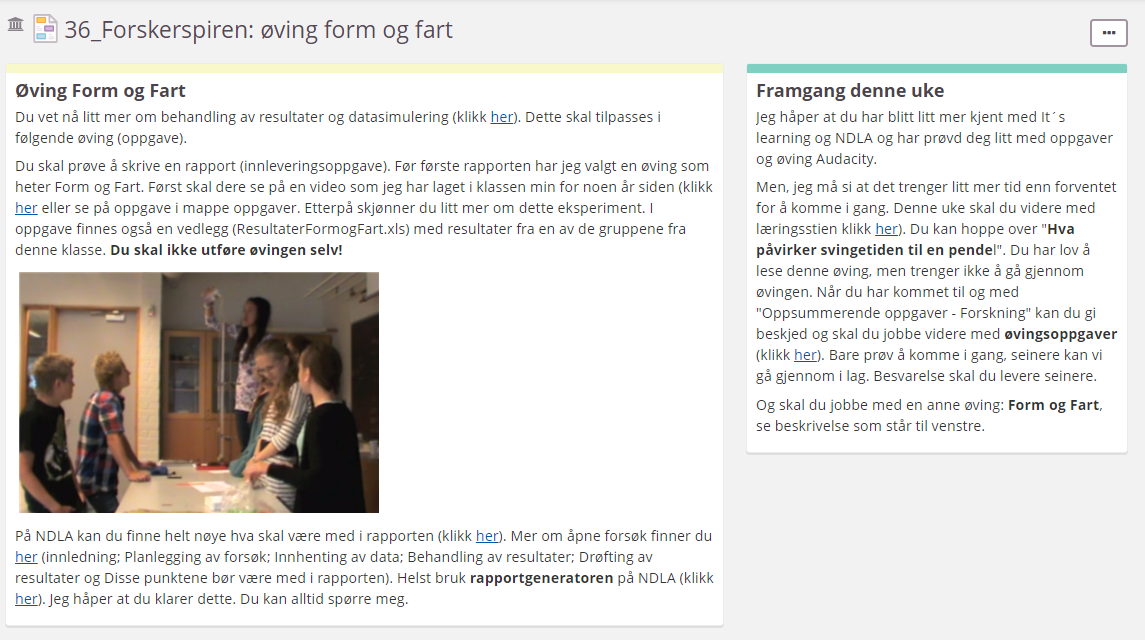 36_Forskerspiren: øving form og fart
Øving Form og Fart
Du vet nå litt mer om behandling av resultater og datasimulering (klikk her). Dette skal tilpasses i
følgende øving (oppgave).
Du skal prøve å skrive en rapport (innleveringsoppgave). Før første rapporten har jeg valgt en øving som
heter Form og Fart. Først skal dere se på en video som jeg har laget i klassen min for noen år siden (klikk
her eller se på oppgave i mappe oppgaver. Etterpå skjønner du litt mer om dette eksperiment. I
oppgave finnes også en vedlegg (ResultaterFormogFart.xls) med resultater fra en av de gruppene fra
denne klasse. Du skal ikke utføre øvingen selv!
På NDLA kan du finne helt nøye hva skal være med i rapporten (klikk her). Mer om åpne forsøk finner du
her (innledning; Planlegging av forsøk; Innhenting av data; Behandling av resultater; Drøfting av
resultater og Disse punktene bør være med i rapporten). Helst bruk rapportgeneratoren på NDLA (klikk
her). Jeg håper at du klarer dette. Du kan alltid spørre meg.
Framgang denne uke
Jeg håper at du har blitt litt mer kjent med It´s
learning og NDLA og har prøvd deg litt med oppgaver
og øving Audacity.
Men, jeg må si at det trenger litt mer tid enn forventet
for å komme i gang. Denne uke skal du videre med
læringsstien klikk her). Du kan hoppe over "Hva
påvirker svingetiden til en pendel". Du har lov å
lese denne øving, men trenger ikke å gå gjennom
øvingen. Når du har kommet til og med
"Oppsummerende oppgaver - Forskning" kan du gi
beskjed og skal du jobbe videre med øvingsoppgaver
(klikk her). Bare prøv å komme i gang, seinere kan vi
gå gjennom i lag. Besvarelse skal du levere seinere.
Og skal du jobbe med en anne øving: Form og Fart,
se beskrivelse som står til venstre.